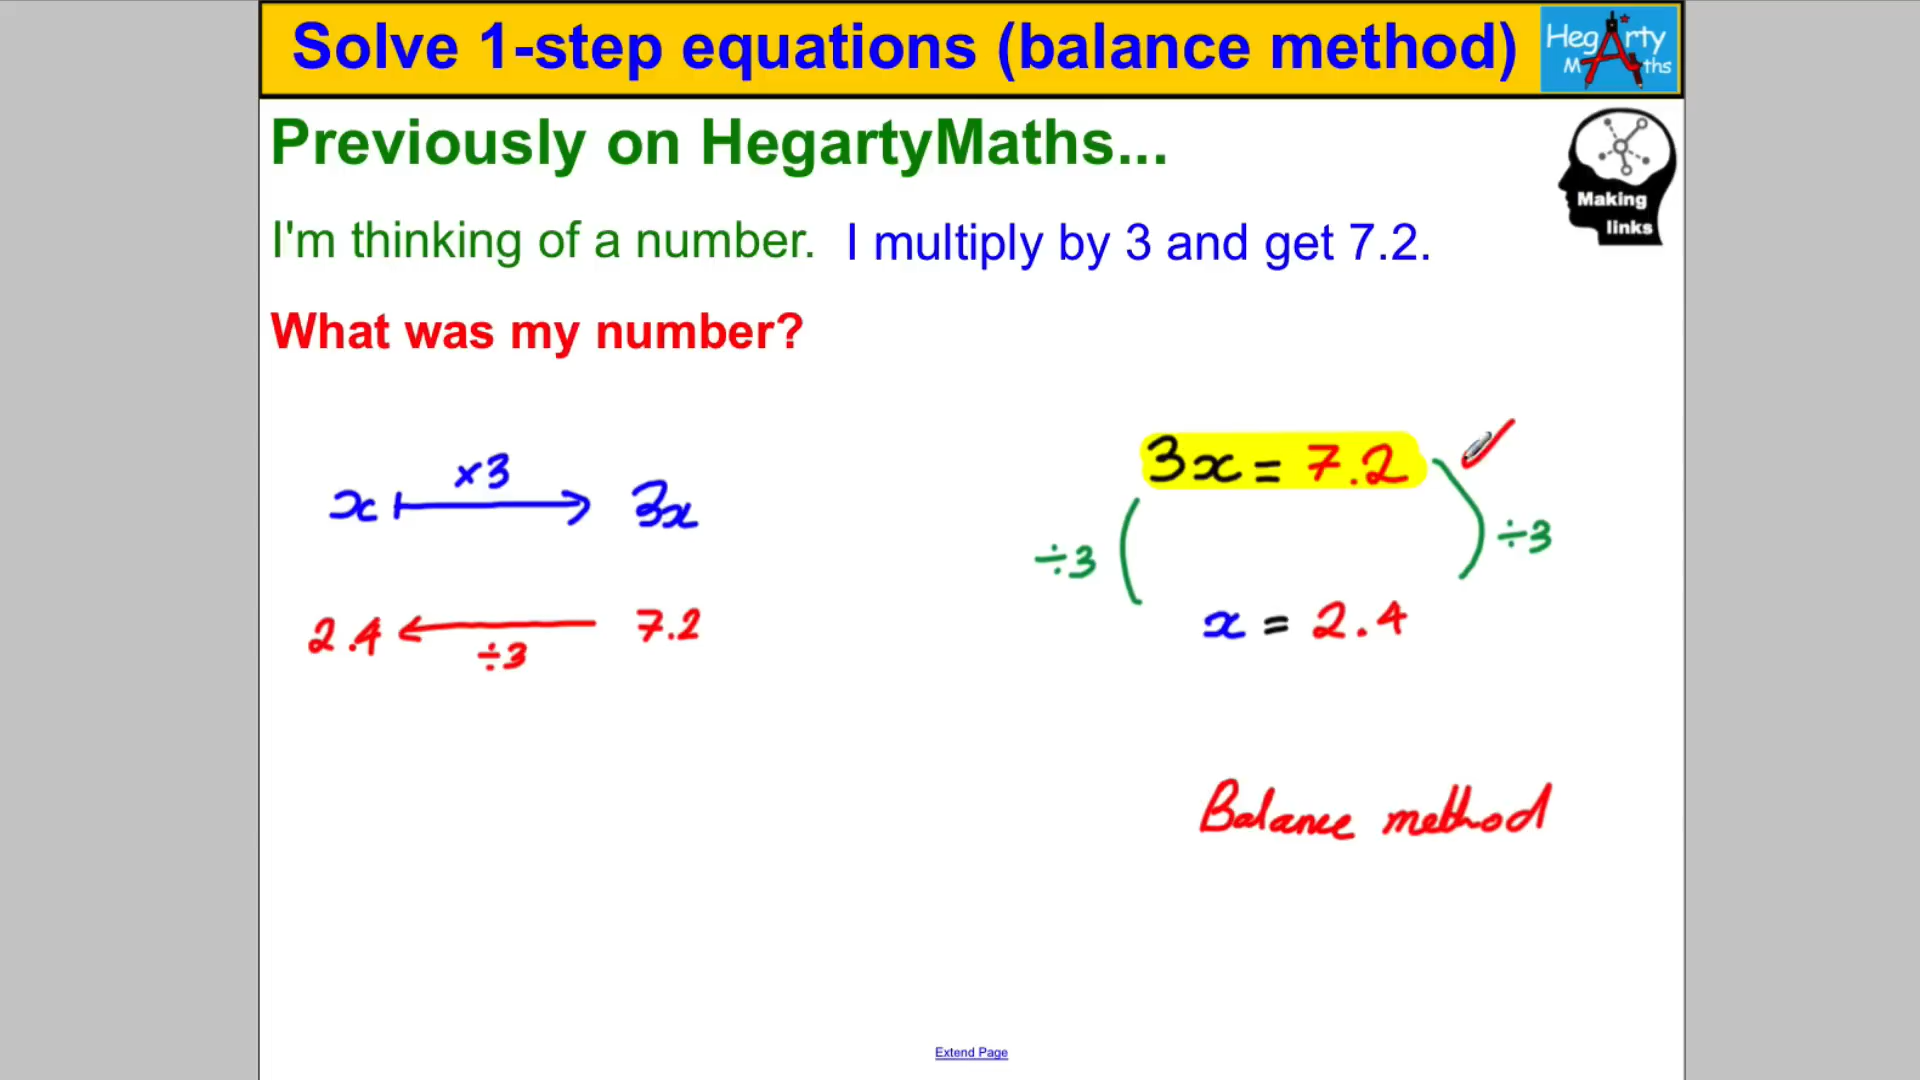 Solve 1-step equations (balance method)
HegArty
Maths
Previously on HegartyMaths...
Making
links
I'm thinking of a number. I multiply by 3 and get 7.2.
What was my number?
×3
x 3x
3x = 7.2
÷3 ÷3
2.4 7.2
÷3
x = 2.4
Balance method
Extend Page